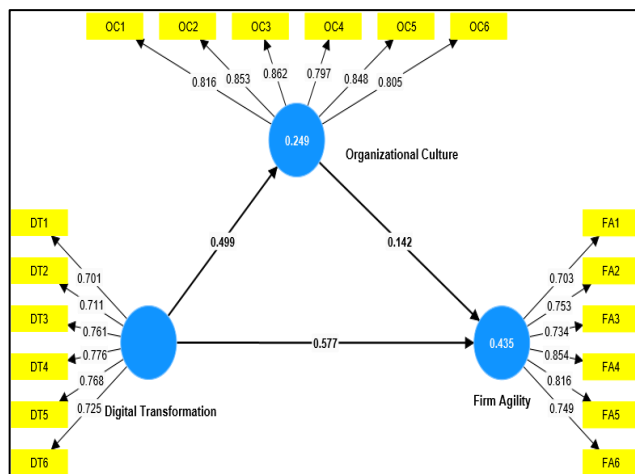 OC1 OC2 OC3 OC4 OC5 OC6
0.816 0.853 0.862 0.797 0.848 0.805
0.249
Organizational Culture
DT1
DT2
DT3
DT4
DT5
DT6
0.701
0.711
0.761
0.776
0.768
0.725
Digital Transformation
0.499
0.142
0.577
0.435
Firm Agility
0.703
0.753
0.734
0.854
0.816
0.749
FA1
FA2
FA3
FA4
FA5
FA6